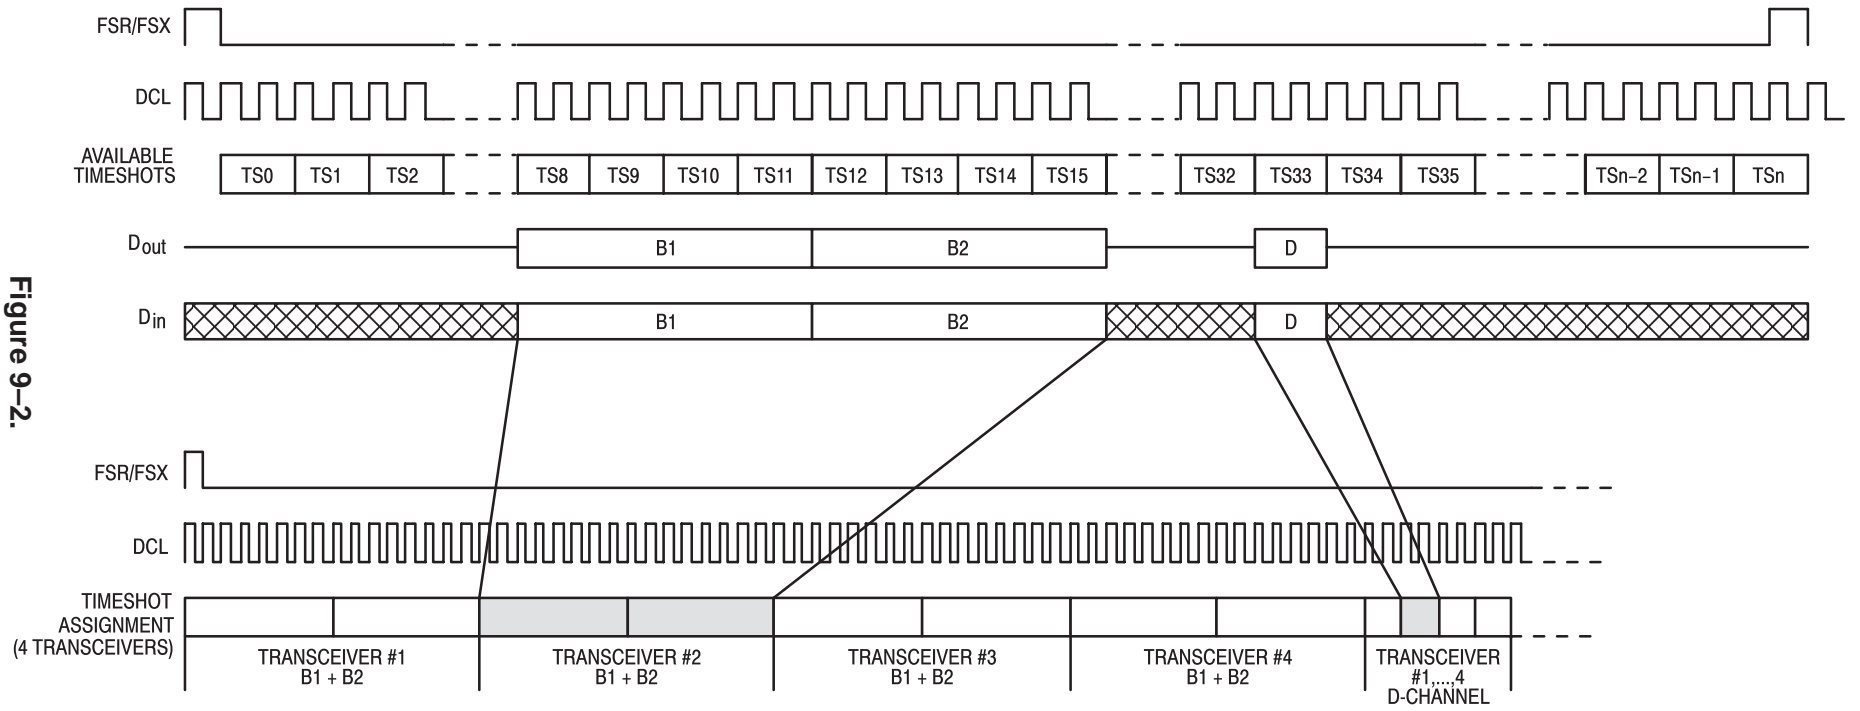 FSR/FSX
DCL
AVAILABLE
TIMESHOTS
TS0 TS1 TS2 TS8 TS9 TS10 TS11 TS12 TS13 TS14 TS15 TS32 TS33 TS34 TS35 TSn–2 TSn–1 TSn
Dout B1 B2 D
Din B1 B2 D
Figure 9–2.
FSR/FSX
DCL
TIMESHOT
ASSIGNMENT
(4 TRANSCEIVERS)
TRANSCEIVER #1
B1 + B2
TRANSCEIVER #2
B1 + B2
TRANSCEIVER #3
B1 + B2
TRANSCEIVER #4
B1 + B2
TRANSCEIVER
#1,...,4
D-CHANNEL